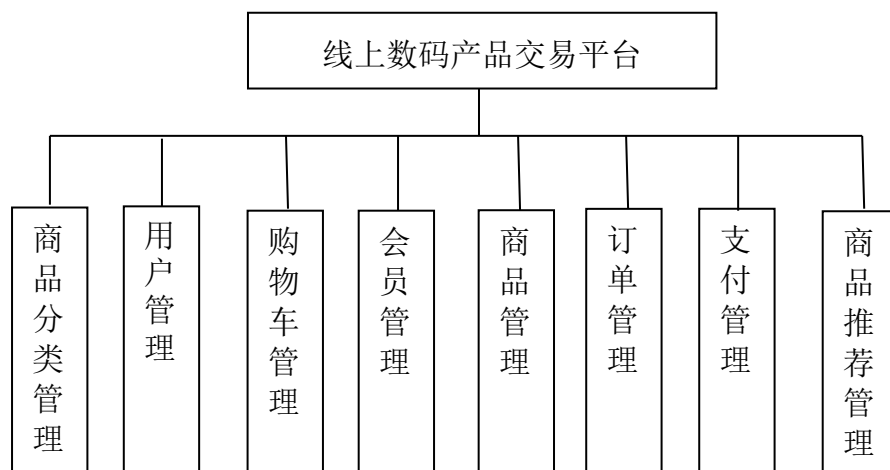 线上数码产品交易平台
商品分类管理
用户管理
购物车管理
会员管理
商品管理
订单管理
支付管理
商品推荐管理